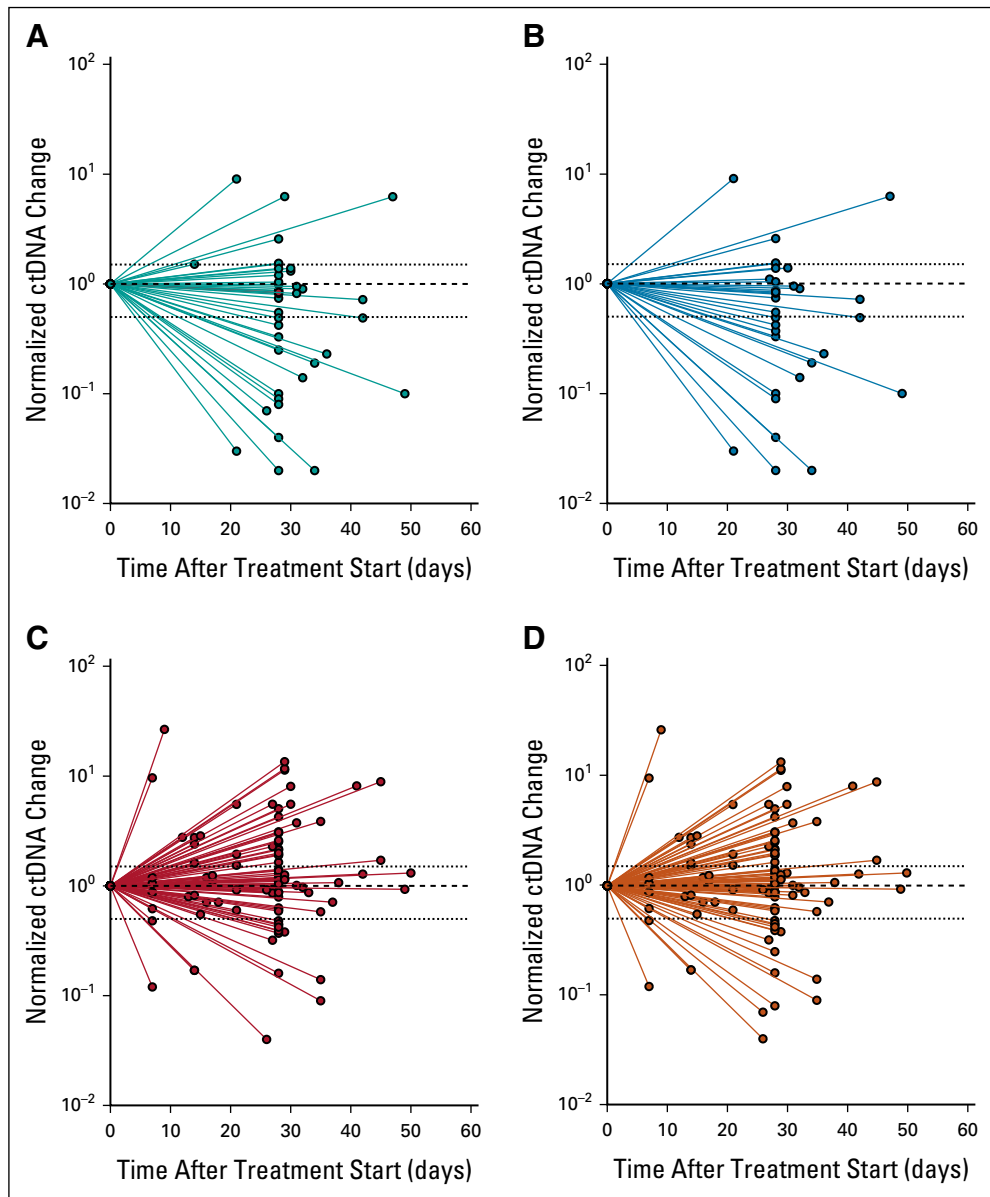 A
Normalized ctDNA Change
10²
10¹
10⁰
10⁻¹
10⁻²
0 10 20 30 40 50 60
Time After Treatment Start (days)
B
Normalized ctDNA Change
10²
10¹
10⁰
10⁻¹
10⁻²
0 10 20 30 40 50 60
Time After Treatment Start (days)
C
Normalized ctDNA Change
10²
10¹
10⁰
10⁻¹
10⁻²
0 10 20 30 40 50 60
Time After Treatment Start (days)
D
Normalized ctDNA Change
10²
10¹
10⁰
10⁻¹
10⁻²
0 10 20 30 40 50 60
Time After Treatment Start (days)